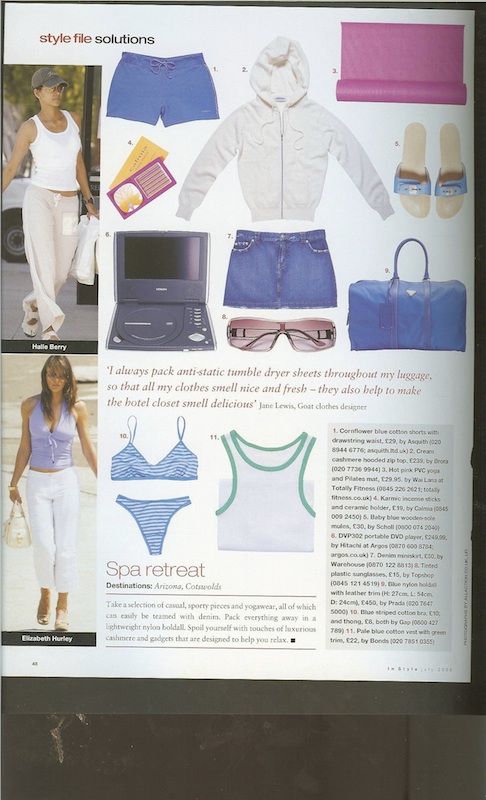 style file solutions
1.
2.
3.
4.
5.
6.
7.
8.
9.
Halle Berry
'I always pack anti-static tumble dryer sheets throughout my luggage,
so that all my clothes smell nice and fresh – they also help to make
the hotel closet smell delicious' Jane Lewis, Goat clothes designer
10.
11.
Elizabeth Hurley
Spa retreat
Destinations: Arizona, Cotswolds
Take a selection of casual, sporty pieces and yogawear, all of which
can easily be teamed with denim. Pack everything away in a
lightweight nylon holdall. Spoil yourself with touches of luxurious
cashmere and gadgets that are designed to help you relax. ■
1. Cornflower blue cotton shorts with
drawstring waist, £29, by Asquith (020
8944 6776; asquith.ltd.uk) 2. Cream
cashmere hooded zip top, £239, by Brora
(020 7736 9944) 3. Hot pink PVC yoga
and Pilates mat, £29.95, by Wai Lana at
Totally Fitness (0845 226 2621; totally
fitness.co.uk) 4. Karmic incense sticks
and ceramic holder, £19, by Calmia (0845
009 2450) 5. Baby blue wooden-sole
mules, £30, by Scholl (0800 074 2040)
6. DVP302 portable DVD player, £249.99,
by Hitachi at Argos (0870 600 8784;
argos.co.uk) 7. Denim miniskirt, £30, by
Warehouse (0870 122 8813) 8. Tinted
plastic sunglasses, £15, by Topshop
(0845 121 4519) 9. Blue nylon holdall
with leather trim (H: 27cm, L: 54cm,
D: 24cm), £450, by Prada (020 7647
5000) 10. Blue striped cotton bra, £10,
and thong, £8, both by Gap (0800 427
789) 11. Pale blue cotton vest with green
trim, £22, by Bonds (020 7851 0355)
46
In Style July